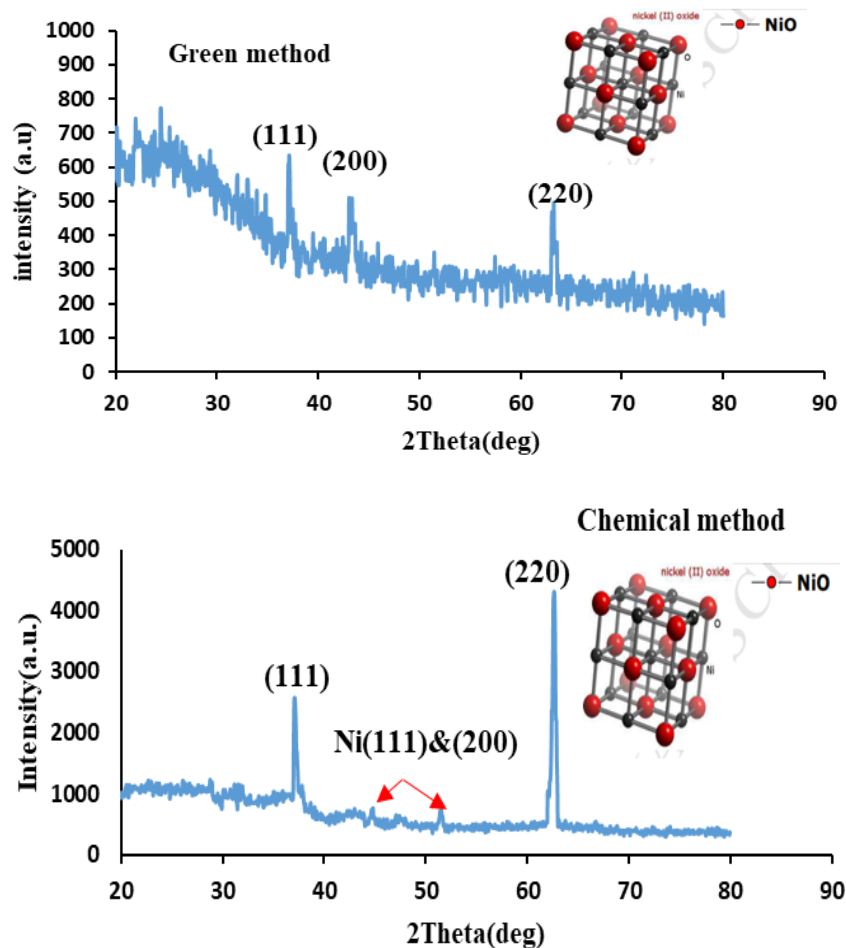 nickel (II) oxide
NiO
O
Ni
Green method
1000
900
800
700
600
500
400
300
200
100
0
(111)
(200)
(220)
intensity (a.u)
20 30 40 50 60 70 80 90
2Theta(deg)
Chemical method
nickel (II) oxide
NiO
O
Ni
5000
4000
3000
2000
1000
0
(220)
(111)
Ni(111)&(200)
Intensity(a.u.)
20 30 40 50 60 70 80 90
2Theta(deg)